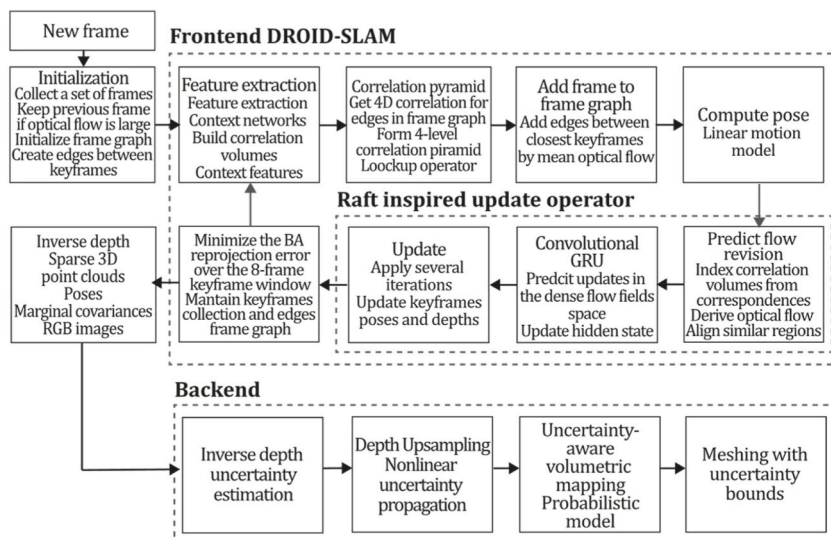 New frame
Frontend DROID-SLAM
Initialization
Collect a set of frames
Keep previous frame
if optical flow is large
Initialize frame graph
Create edges between
keyframes
Feature extraction
Feature extraction
Context networks
Build correlation
volumes
Context features
Correlation pyramid
Get 4D correlation for
edges in frame graph
Form 4-level
correlation piramid
Loockup operator
Add frame to
frame graph
Add edges between
closest keyframes
by mean optical flow
Compute pose
Linear motion
model
Raft inspired update operator
Inverse depth
Sparse 3D
point clouds
Poses
Marginal covariances
RGB images
Minimize the BA
reprojection error
over the 8-frame
keyframe window
Mantain keyframes
collection and edges
frame graph
Update
Apply several
iterations
Update keyframes
poses and depths
Convolutional
GRU
Predcit updates in
the dense flow fields
space
Update hidden state
Predict flow
revision
Index correlation
volumes from
correspondences
Derive optical flow
Align similar regions
Backend
Inverse depth
uncertainty
estimation
Depth Upsampling
Nonlinear
uncertainty
propagation
Uncertainty-
aware
volumetric
mapping
Probabilistic
model
Meshing with
uncertainty
bounds